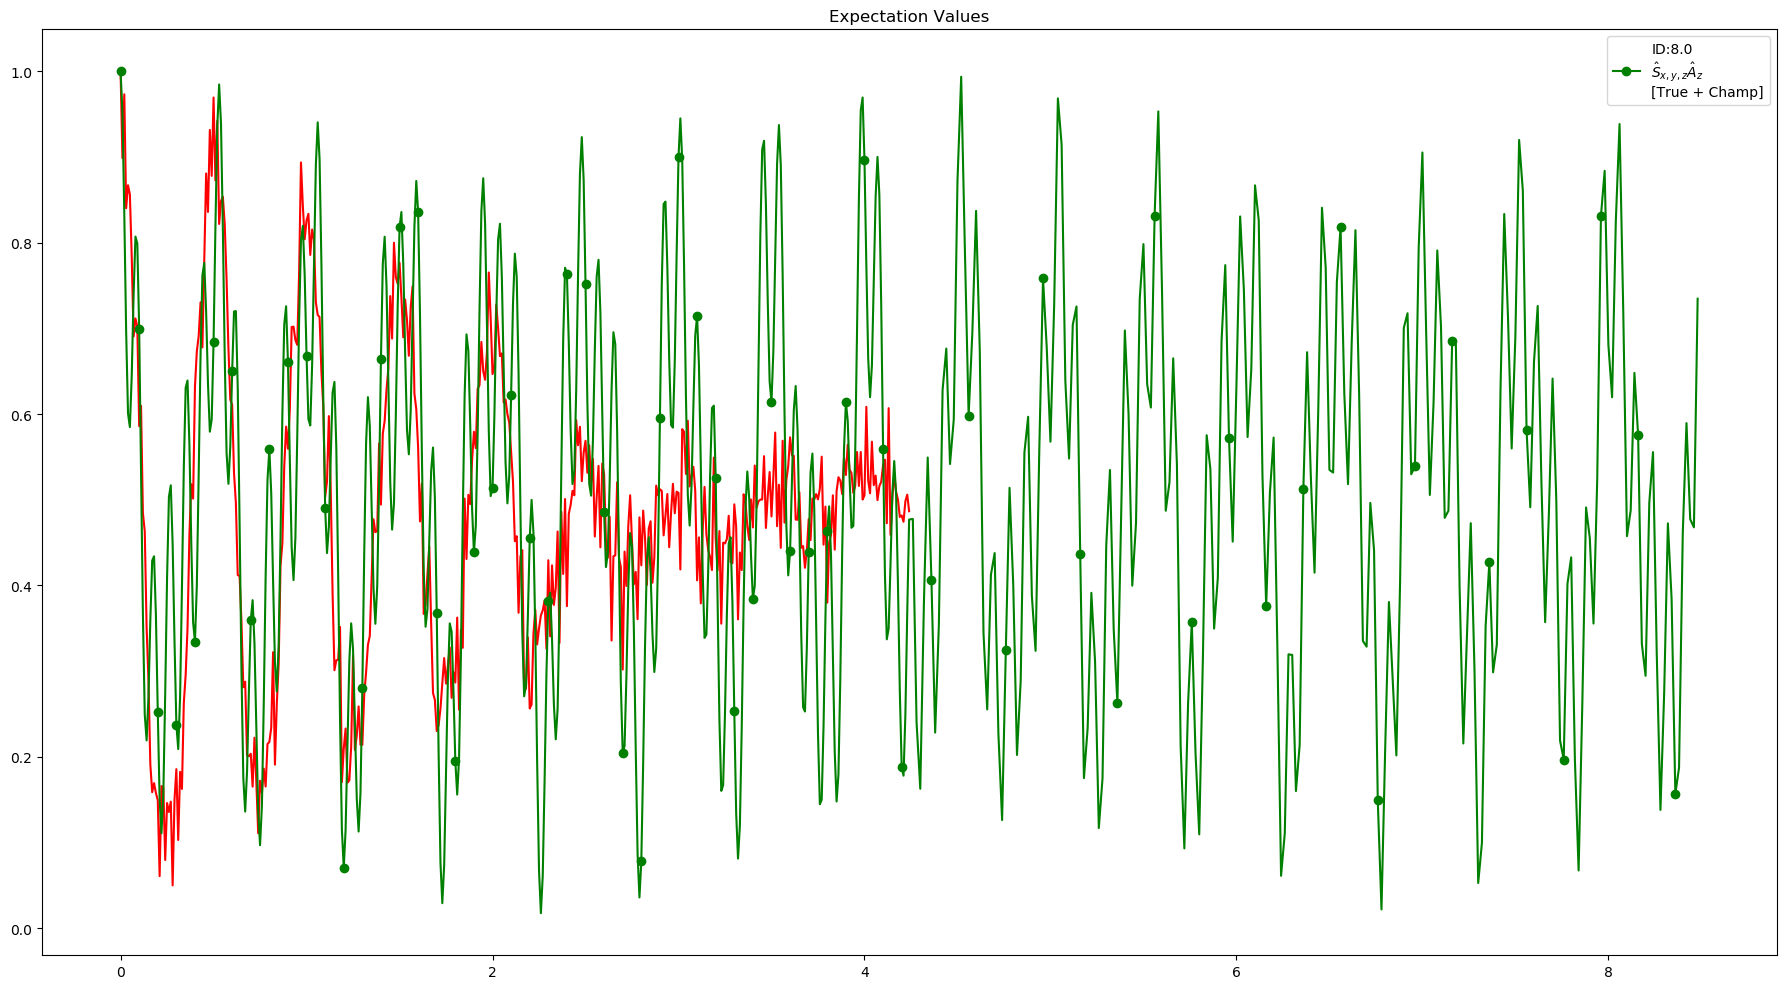 Expectation Values
ID:8.0
$\hat{S}_{x,y,z}\hat{A}_z$
[True + Champ]
1.0
0.8
0.6
0.4
0.2
0.0
0 2 4 6 8